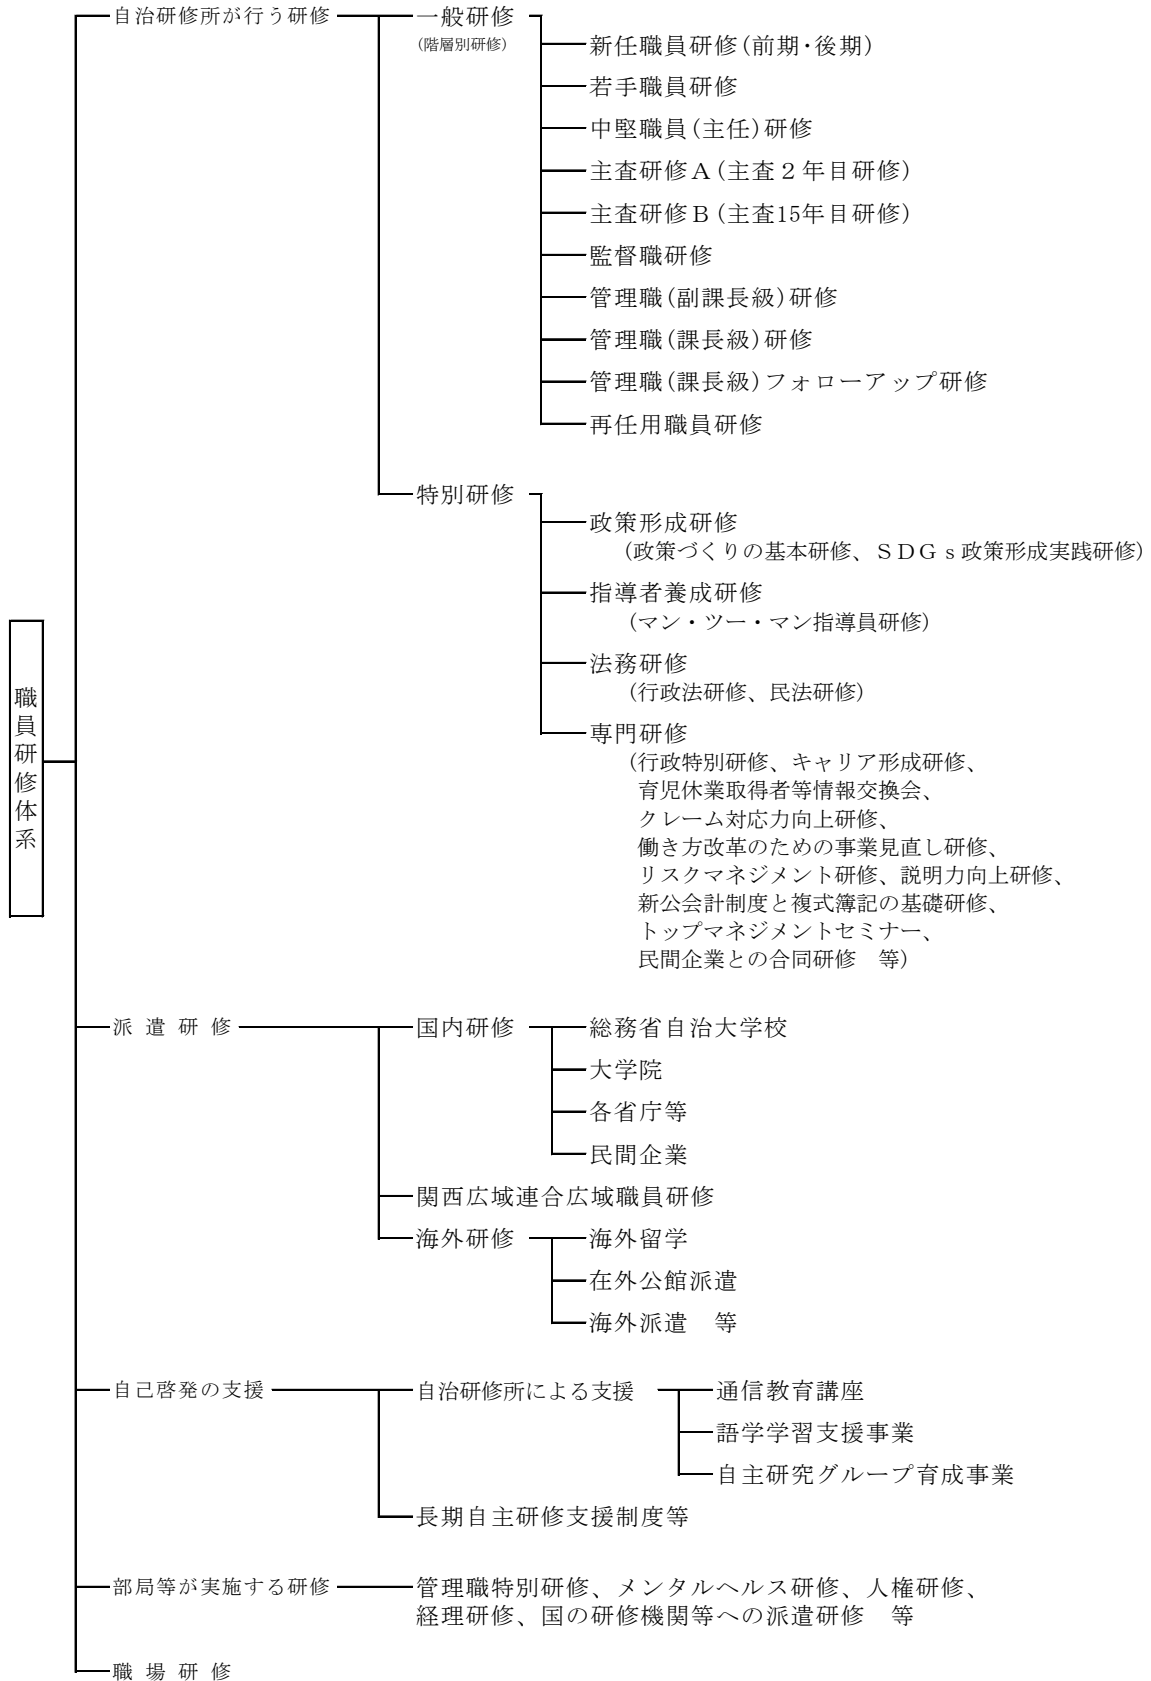 職員研修体系
自治研修所が行う研修
一般研修
(階層別研修)
新任職員研修(前期・後期)
若手職員研修
中堅職員(主任)研修
主査研修Ａ(主査２年目研修)
主査研修Ｂ(主査15年目研修)
監督職研修
管理職(副課長級)研修
管理職(課長級)研修
管理職(課長級)フォローアップ研修
再任用職員研修
特別研修
政策形成研修
(政策づくりの基本研修、ＳＤＧｓ政策形成実践研修)
指導者養成研修
(マン・ツー・マン指導員研修)
法務研修
(行政法研修、民法研修)
専門研修
(行政特別研修、キャリア形成研修、
育児休業取得者等情報交換会、
クレーム対応力向上研修、
働き方改革のための事業見直し研修、
リスクマネジメント研修、説明力向上研修、
新公会計制度と複式簿記の基礎研修、
トップマネジメントセミナー、
民間企業との合同研修　等)
派遣研修
国内研修
総務省自治大学校
大学院
各省庁等
民間企業
関西広域連合広域職員研修
海外研修
海外留学
在外公館派遣
海外派遣　等
自己啓発の支援
自治研修所による支援
通信教育講座
語学学習支援事業
自主研究グループ育成事業
長期自主研修支援制度等
部局等が実施する研修
管理職特別研修、メンタルヘルス研修、人権研修、
経理研修、国の研修機関等への派遣研修　等
職場研修